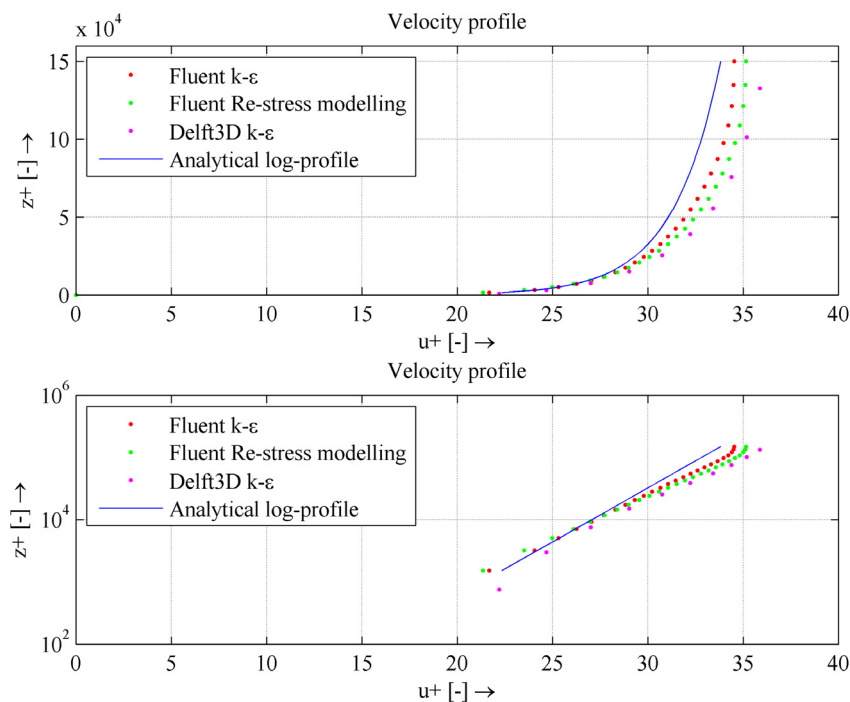 Velocity profile
x 10^4
15
10
5
0
z+ [-] →
Fluent k-ε
Fluent Re-stress modelling
Delft3D k-ε
Analytical log-profile
0 5 10 15 20 25 30 35 40
u+ [-] →
Velocity profile
10^6
10^4
10^2
z+ [-] →
Fluent k-ε
Fluent Re-stress modelling
Delft3D k-ε
Analytical log-profile
0 5 10 15 20 25 30 35 40
u+ [-] →